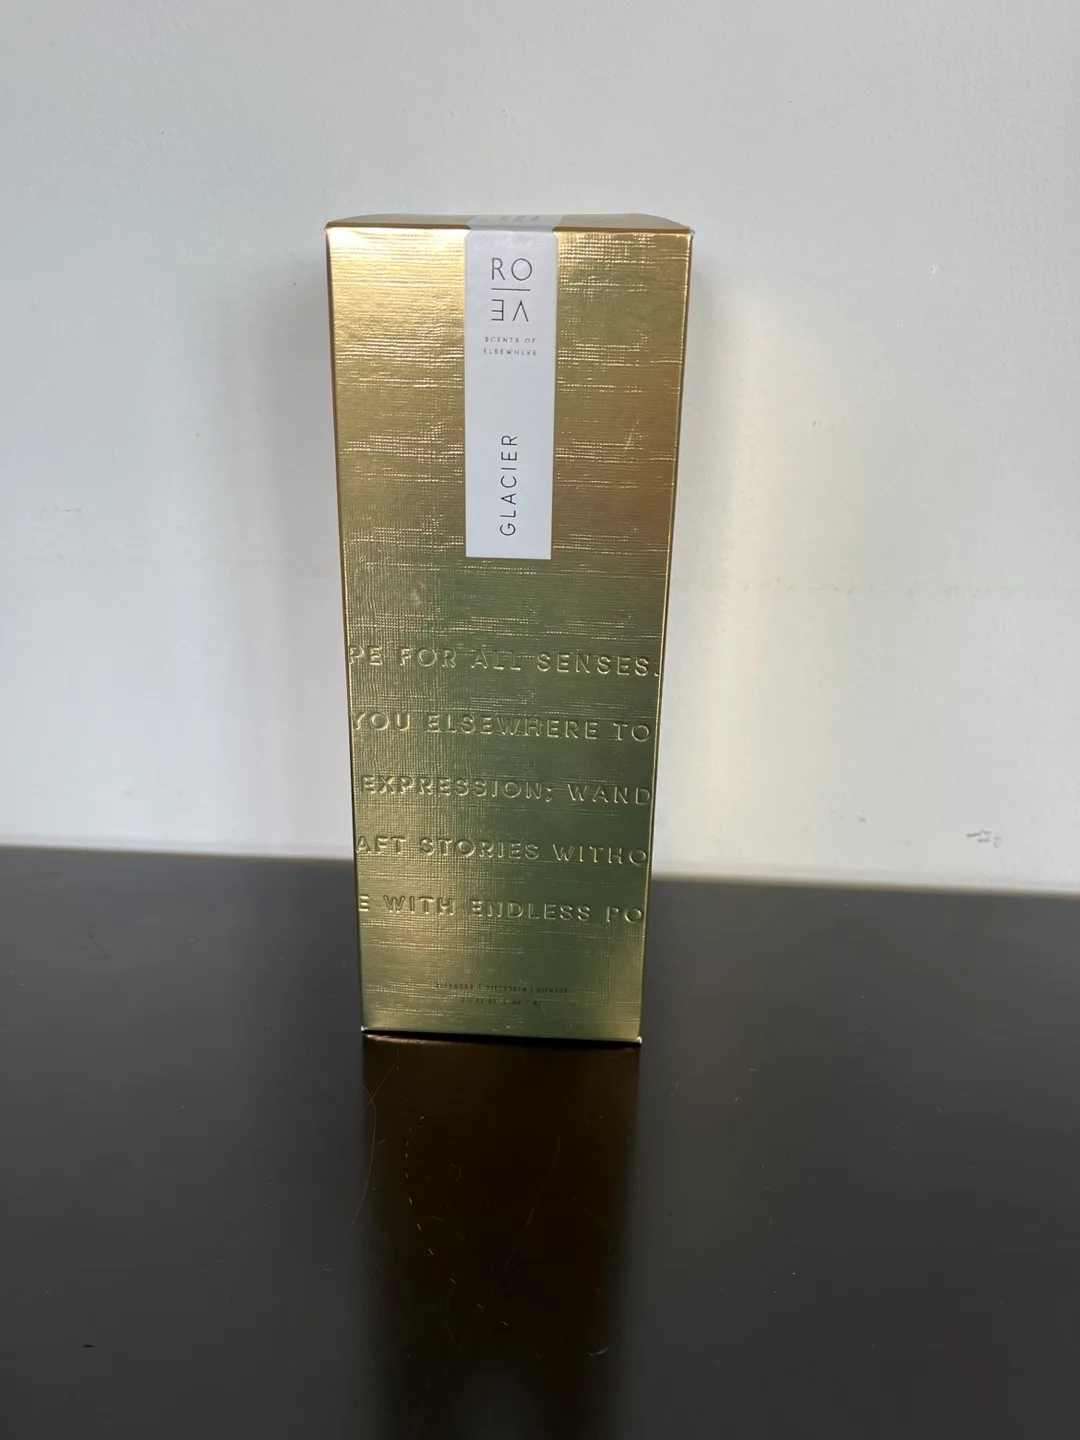 RO
VE
SCENTS OF
ELSEWHERE
GLACIER
PE FOR ALL SENSES.
YOU ELSEWHERE TO
EXPRESSION; WAND
AFT STORIES WITHO
E WITH ENDLESS PO